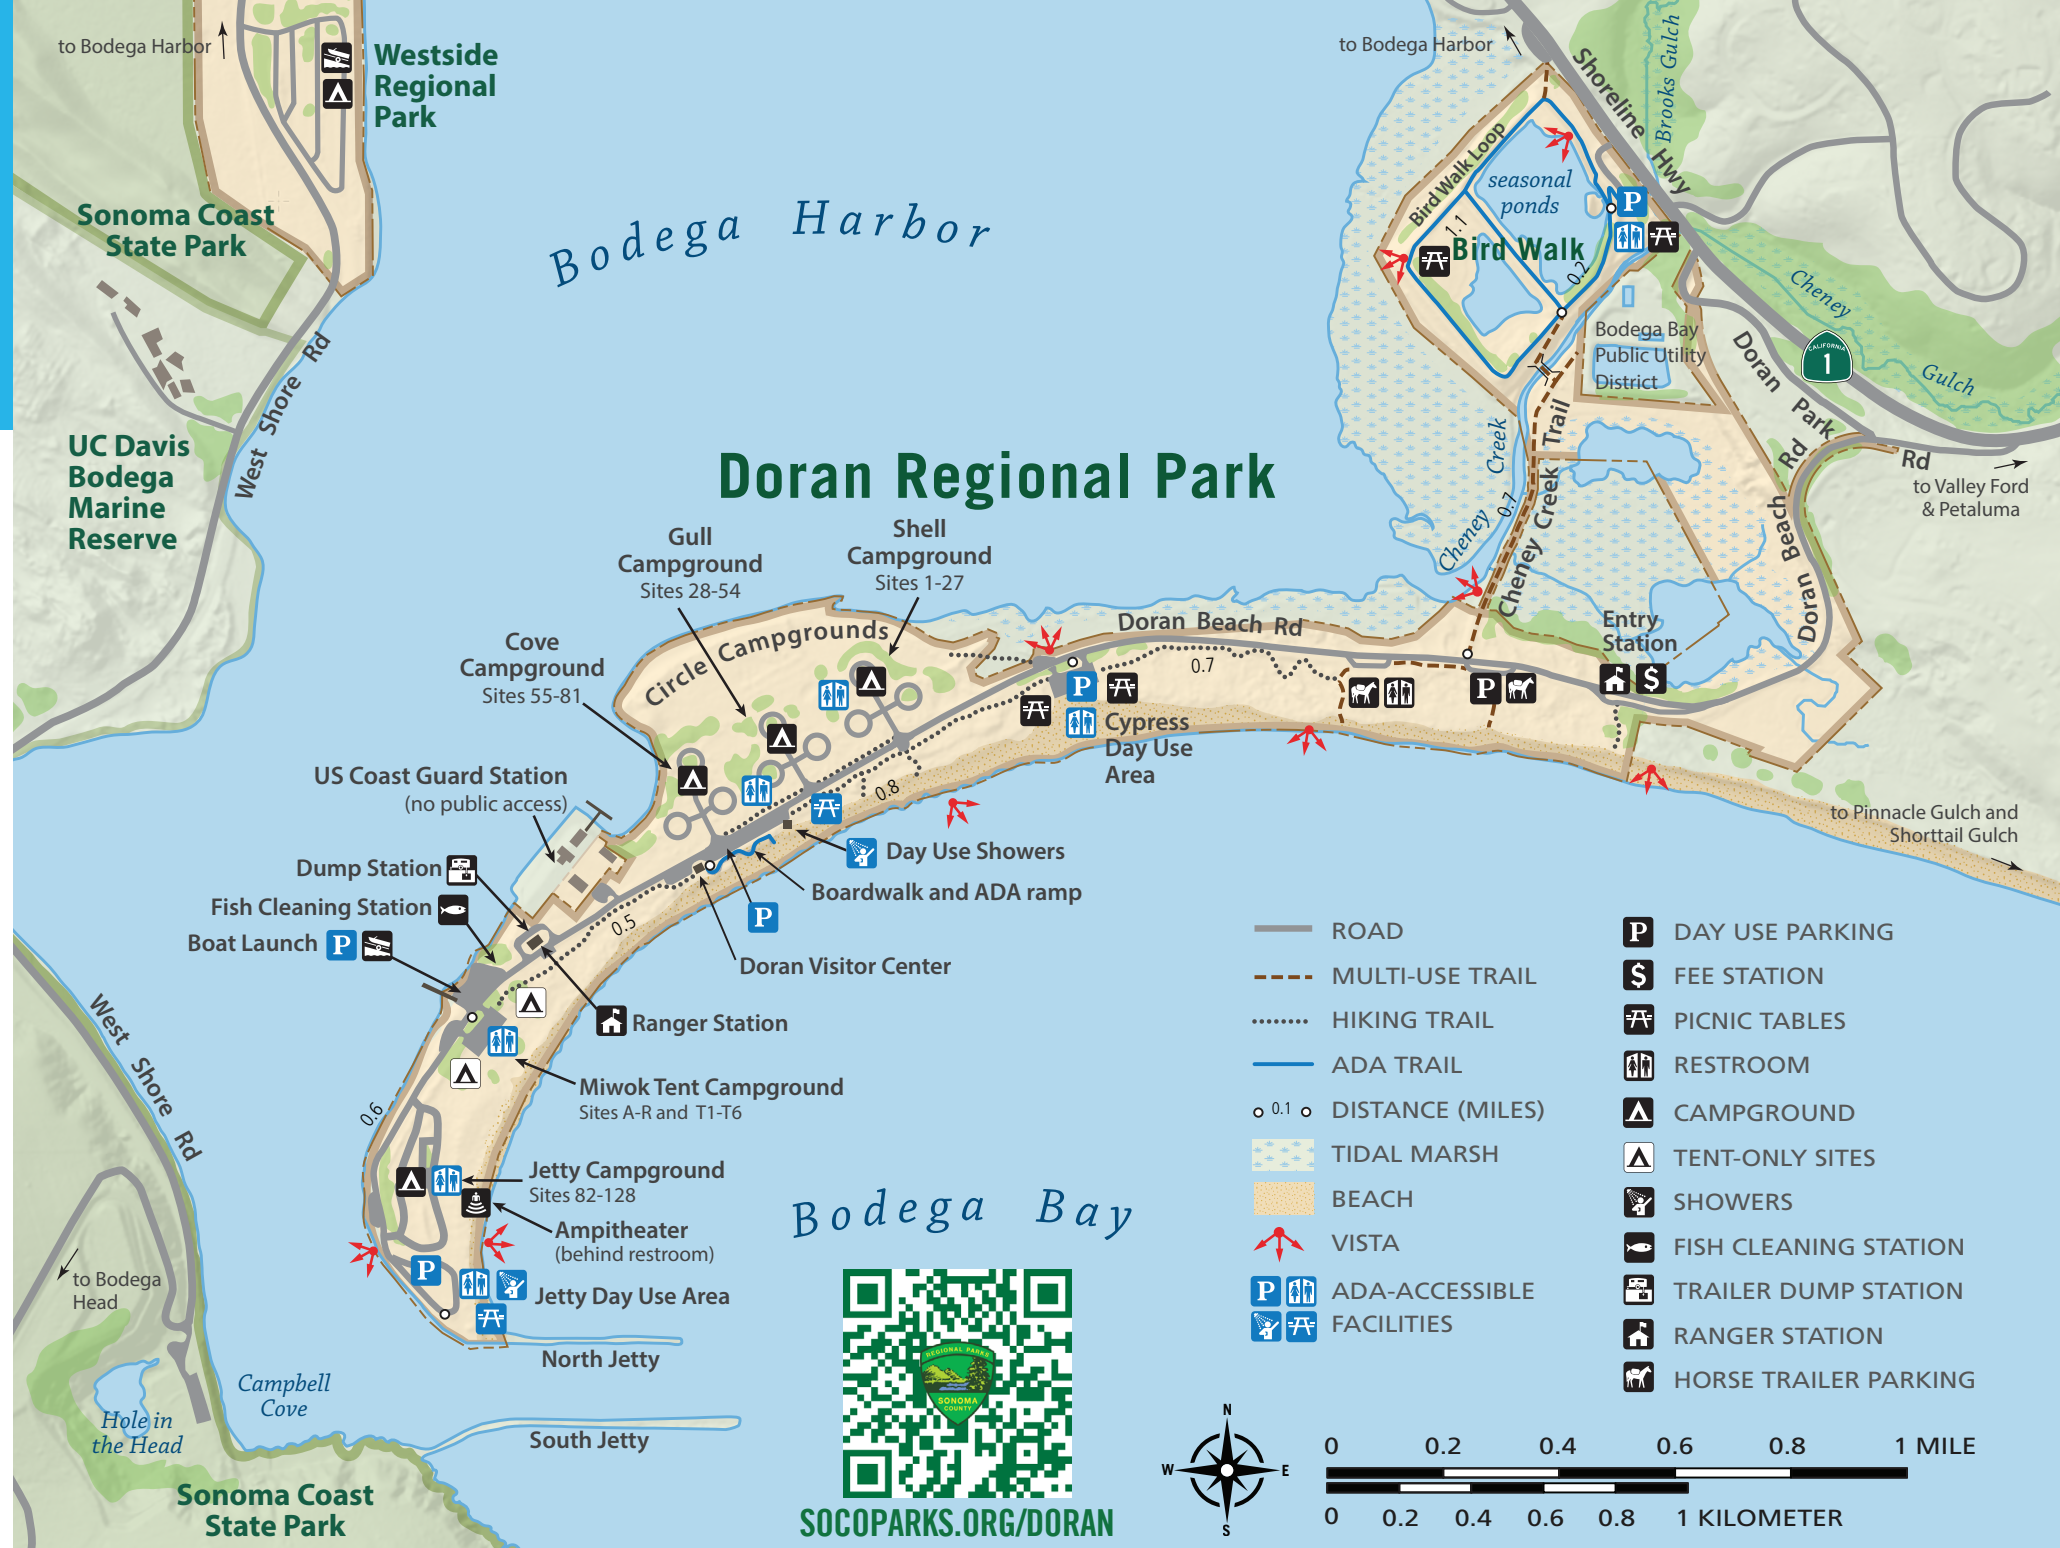 to Bodega Harbor
Westside
Regional
Park
Sonoma Coast
State Park
UC Davis
Bodega
Marine
Reserve
West Shore Rd
Bodega Harbor
to Bodega Harbor
Shoreline Hwy
Brooks Gulch
Bird Walk Loop
1.1
seasonal
ponds
Bird Walk
0.2
P
Bodega Bay
Public Utility
District
Cheney
Gulch
CALIFORNIA
1
Doran Park
Rd
to Valley Ford
& Petaluma
Doran Beach Rd
Cheney Creek
0.7
Cheney Creek Trail
Doran Regional Park
Gull
Campground
Sites 28-54
Shell
Campground
Sites 1-27
Cove
Campground
Sites 55-81
Circle Campgrounds
Doran Beach Rd
0.7
Entry
Station
P
$
P
Cypress
Day Use
Area
0.8
to Pinnacle Gulch and
Shorttail Gulch
US Coast Guard Station
(no public access)
Day Use Showers
Boardwalk and ADA ramp
P
Dump Station
Fish Cleaning Station
Boat Launch
P
0.5
Doran Visitor Center
Ranger Station
Miwok Tent Campground
Sites A-R and T1-T6
0.6
Jetty Campground
Sites 82-128
Ampitheater
(behind restroom)
P
Jetty Day Use Area
North Jetty
South Jetty
West Shore Rd
to Bodega
Head
Hole in
the Head
Campbell
Cove
Sonoma Coast
State Park
Bodega Bay
REGIONAL PARKS
SONOMA
COUNTY
SOCOPARKS.ORG/DORAN
ROAD
MULTI-USE TRAIL
HIKING TRAIL
ADA TRAIL
0.1 DISTANCE (MILES)
TIDAL MARSH
BEACH
VISTA
P ADA-ACCESSIBLE
FACILITIES
P DAY USE PARKING
$ FEE STATION
PICNIC TABLES
RESTROOM
CAMPGROUND
TENT-ONLY SITES
SHOWERS
FISH CLEANING STATION
TRAILER DUMP STATION
RANGER STATION
HORSE TRAILER PARKING
N
W E
S
0 0.2 0.4 0.6 0.8 1 MILE
0 0.2 0.4 0.6 0.8 1 KILOMETER